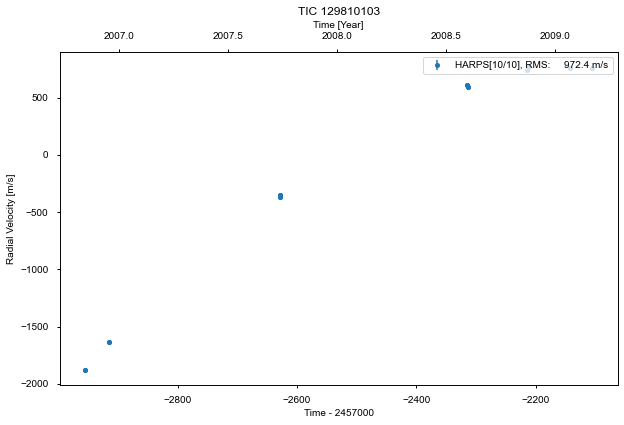 TIC 129810103
Time [Year]
2007.0 2007.5 2008.0 2008.5 2009.0
HARPS[10/10], RMS: 972.4 m/s
500
0
−500
−1000
−1500
−2000
Radial Velocity [m/s]
−2800 −2600 −2400 −2200
Time - 2457000